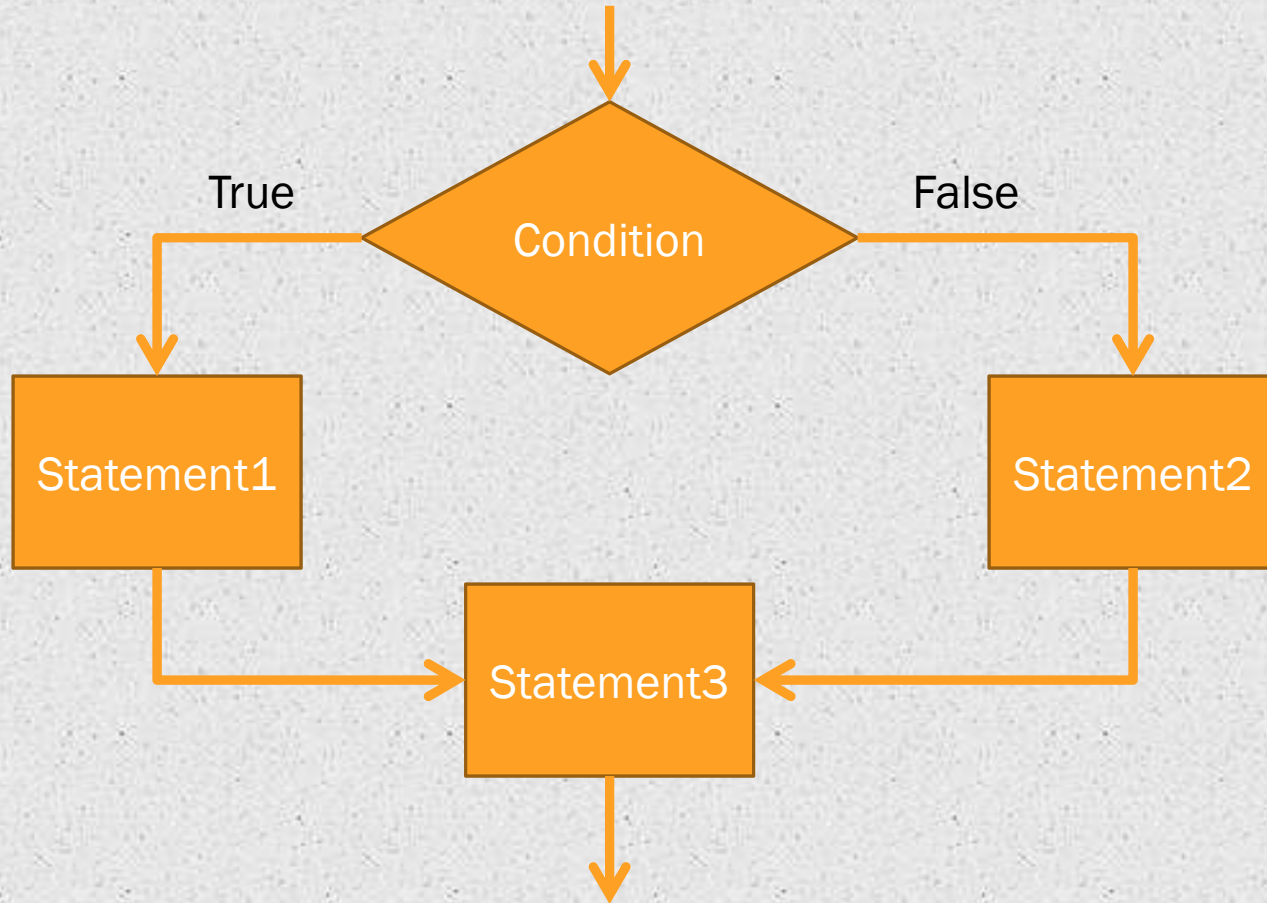 True
False
Condition
Statement1
Statement2
Statement3